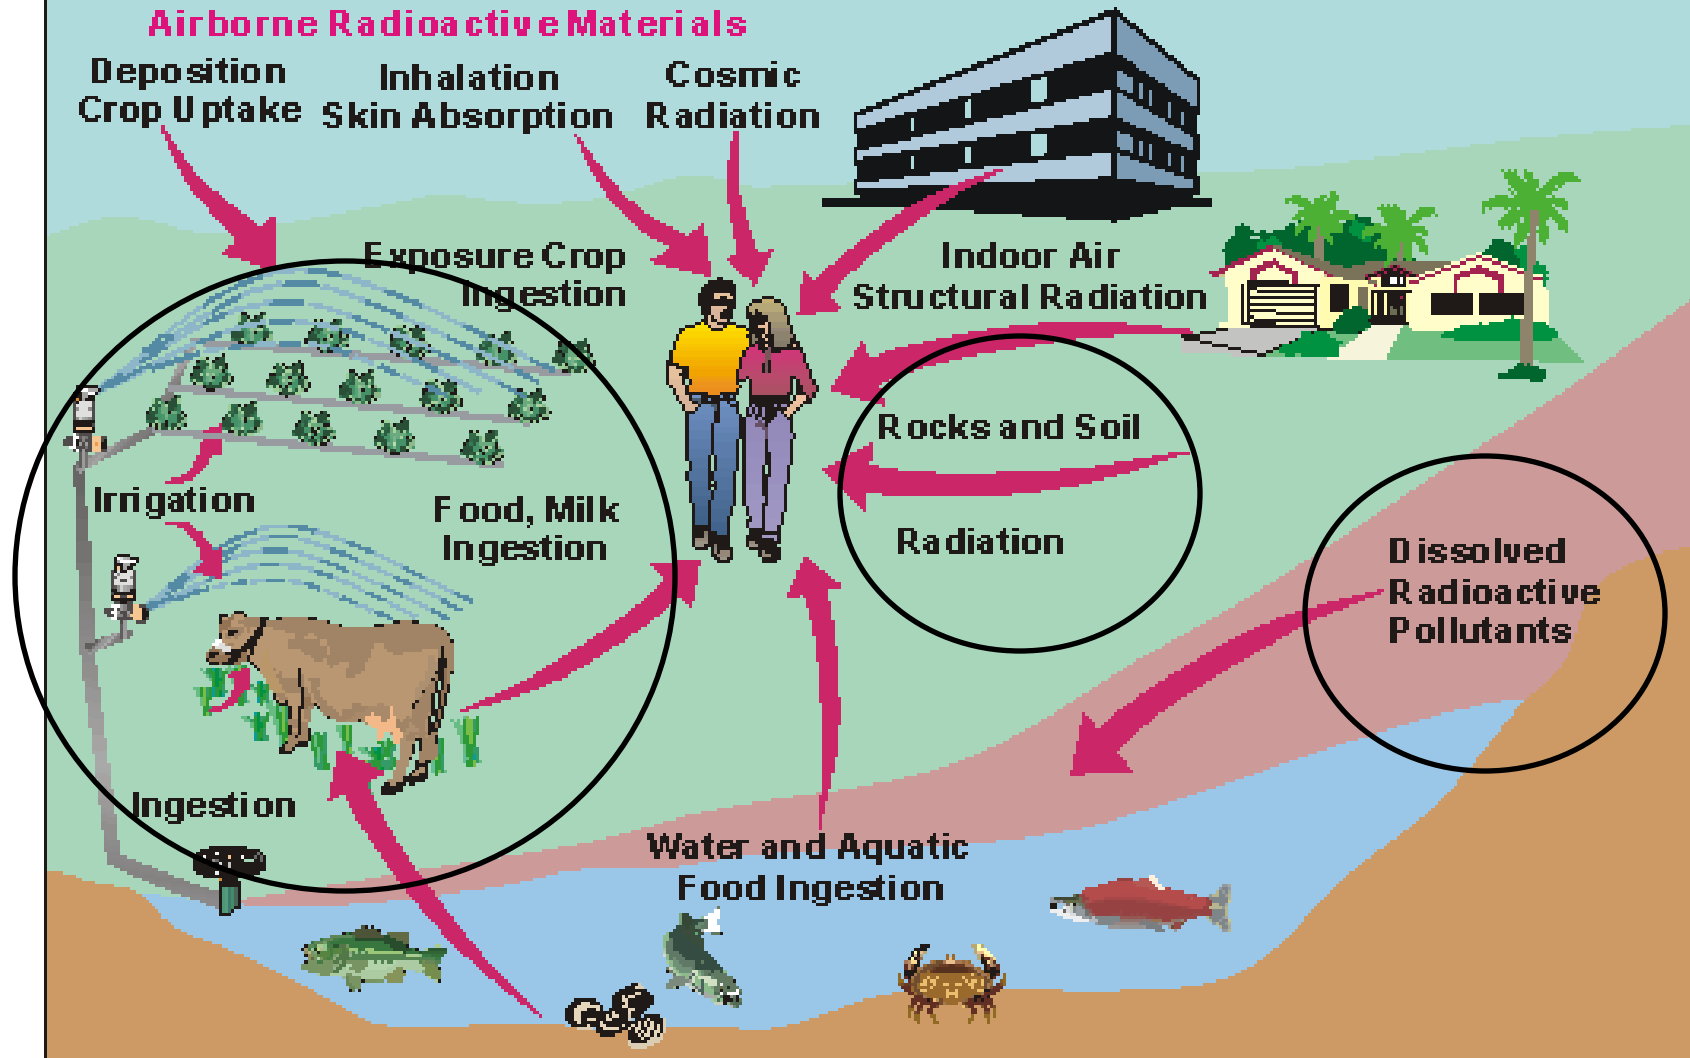 Airborne Radioactive Materials
Deposition
Crop Uptake
Inhalation
Skin Absorption
Cosmic
Radiation
Exposure Crop
Ingestion
Indoor Air
Structural Radiation
Rocks and Soil
Radiation
Irrigation
Food, Milk
Ingestion
Dissolved
Radioactive
Pollutants
Ingestion
Water and Aquatic
Food Ingestion